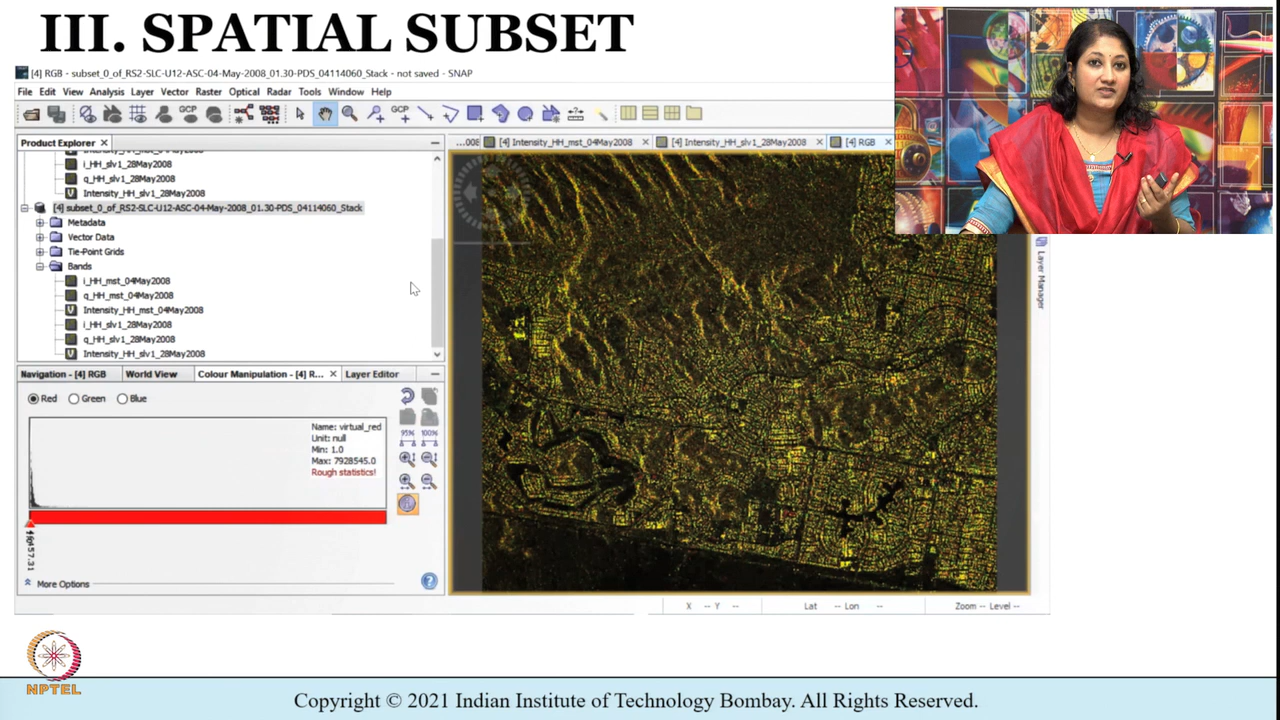 III. SPATIAL SUBSET
[4] RGB - subset_0_of_RS2-SLC-U12-ASC-04-May-2008_01.30-PDS_04114060_Stack - not saved - SNAP
File Edit View Analysis Layer Vector Raster Optical Radar Tools Window Help
GCP GCP
Product Explorer
...008 [4] Intensity_HH_mst_04May2008 [4] Intensity_HH_slv1_28May2008 [4] RGB
i_HH_slv1_28May2008
q_HH_slv1_28May2008
Intensity_HH_slv1_28May2008
[4] subset_0_of_RS2-SLC-U12-ASC-04-May-2008_01.30-PDS_04114060_Stack
Metadata
Vector Data
Tie-Point Grids
Bands
i_HH_mst_04May2008
q_HH_mst_04May2008
Intensity_HH_mst_04May2008
i_HH_slv1_28May2008
q_HH_slv1_28May2008
Intensity_HH_slv1_28May2008
Layer Manager
Navigation - [4] RGB World View Colour Manipulation - [4] R... Layer Editor
Red Green Blue
Name: virtual_red
Unit: null
Min: 1.0
Max: 7928545.0
Rough statistics!
95% 100%
More Options
X -- Y -- Lat -- Lon -- Zoom -- Level --
NPTEL
Copyright © 2021 Indian Institute of Technology Bombay. All Rights Reserved.